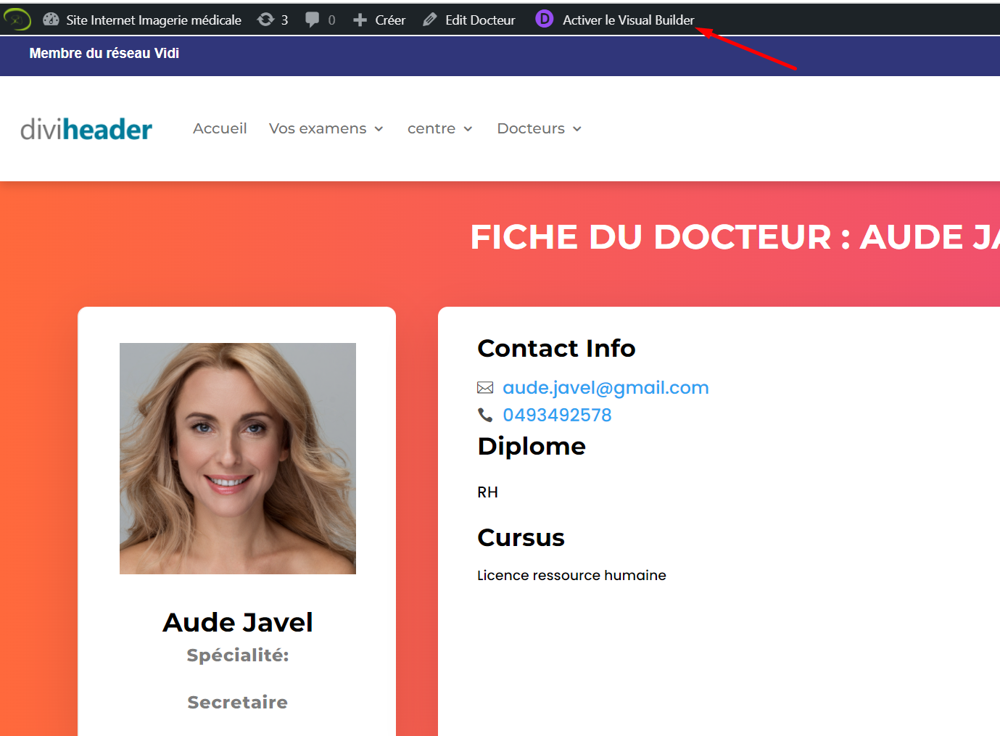 Site Internet Imagerie médicale 3 0 Créer Edit Docteur D Activer le Visual Builder
Membre du réseau Vidi
diviheader Accueil Vos examens centre Docteurs
FICHE DU DOCTEUR : AUDE JA
Contact Info
aude.javel@gmail.com
0493492578
Diplome
RH
Cursus
Licence ressource humaine
Aude Javel
Spécialité:
Secretaire